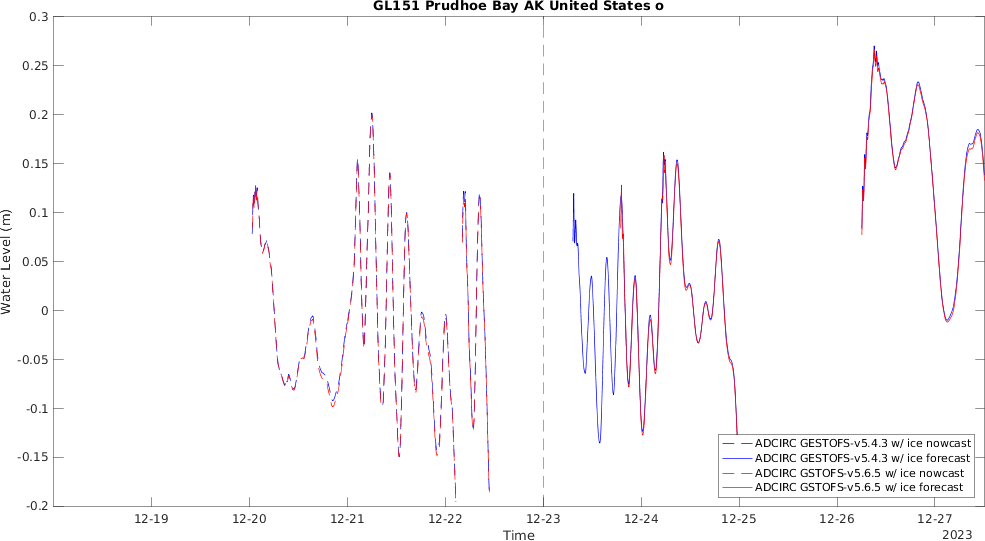 GL151 Prudhoe Bay AK United States o
0.3
0.25
0.2
0.15
0.1
0.05
0
-0.05
-0.1
-0.15
-0.2
Water Level (m)
ADCIRC GESTOFS-v5.4.3 w/ ice nowcast
ADCIRC GESTOFS-v5.4.3 w/ ice forecast
ADCIRC GSTOFS-v5.6.5 w/ ice nowcast
ADCIRC GSTOFS-v5.6.5 w/ ice forecast
12-19 12-20 12-21 12-22 12-23 12-24 12-25 12-26 12-27
Time
2023